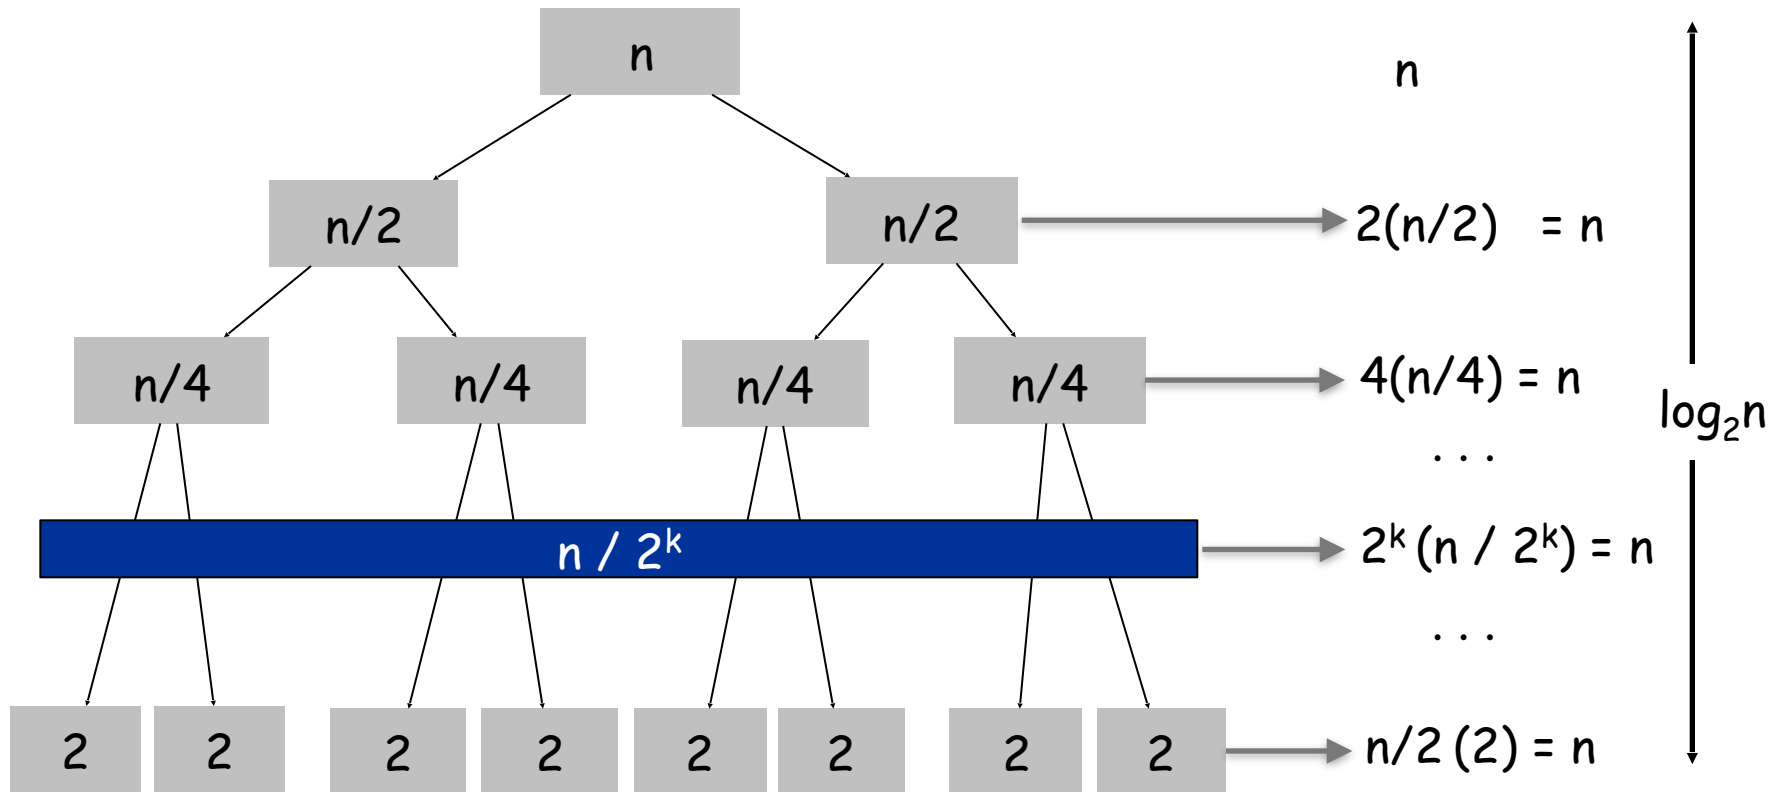 n
n
n/2 n/2 2(n/2) = n
n/4 n/4 n/4 n/4 4(n/4) = n
log₂n
. . .
n / 2ᵏ 2ᵏ (n / 2ᵏ) = n
. . .
2 2 2 2 2 2 2 2 n/2 (2) = n